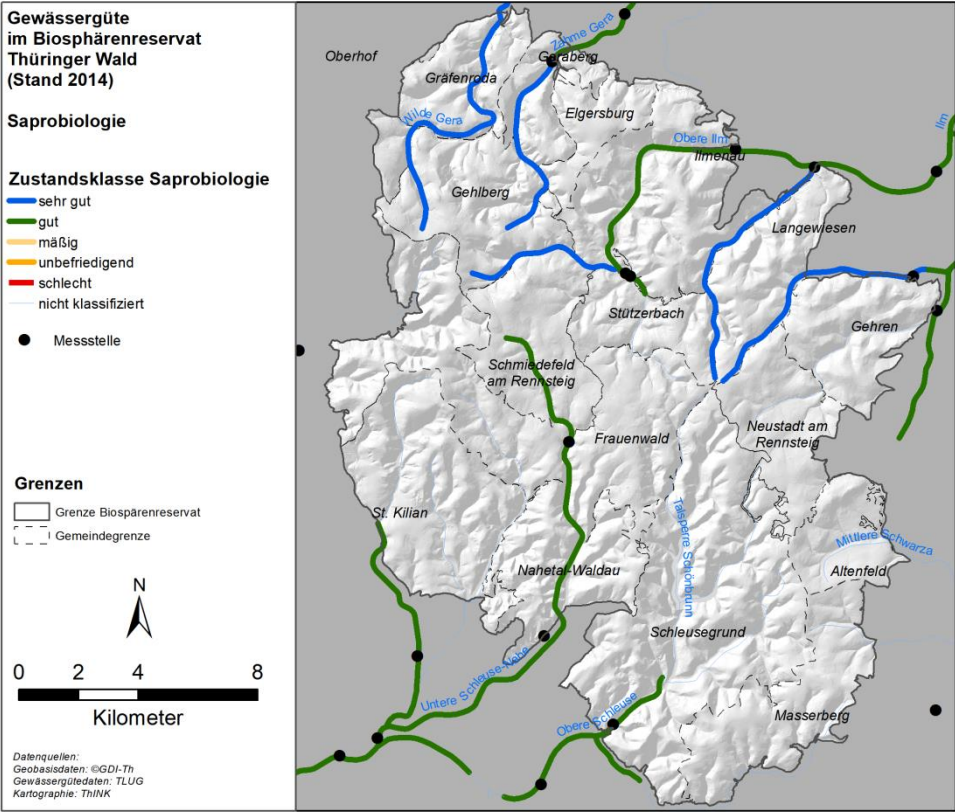 Gewässergüte
im Biosphärenreservat
Thüringer Wald
(Stand 2014)
Saprobiologie
Zustandsklasse Saprobiologie
sehr gut
gut
mäßig
unbefriedigend
schlecht
nicht klassifiziert
Messstelle
Grenzen
Grenze Biospärenreservat
Gemeindegrenze
N
0 2 4 8
Kilometer
Datenquellen:
Geobasisdaten: ©GDI-Th
Gewässergütedaten: TLUG
Kartographie: ThINK
Oberhof
Zahme Gera
Geraberg
Gräfenroda
Elgersburg
Wilde Gera
Obere Ilm
Ilm
Ilmenau
Gehlberg
Langewiesen
Stützerbach
Gehren
Schmiedefeld
am Rennsteig
Frauenwald
Neustadt am
Rennsteig
St. Kilian
Talsperre Schönbrunn
Mittlere Schwarza
Altenfeld
Nahetal-Waldau
Schleusegrund
Untere Schleuse-Nahe
Obere Schleuse
Masserberg